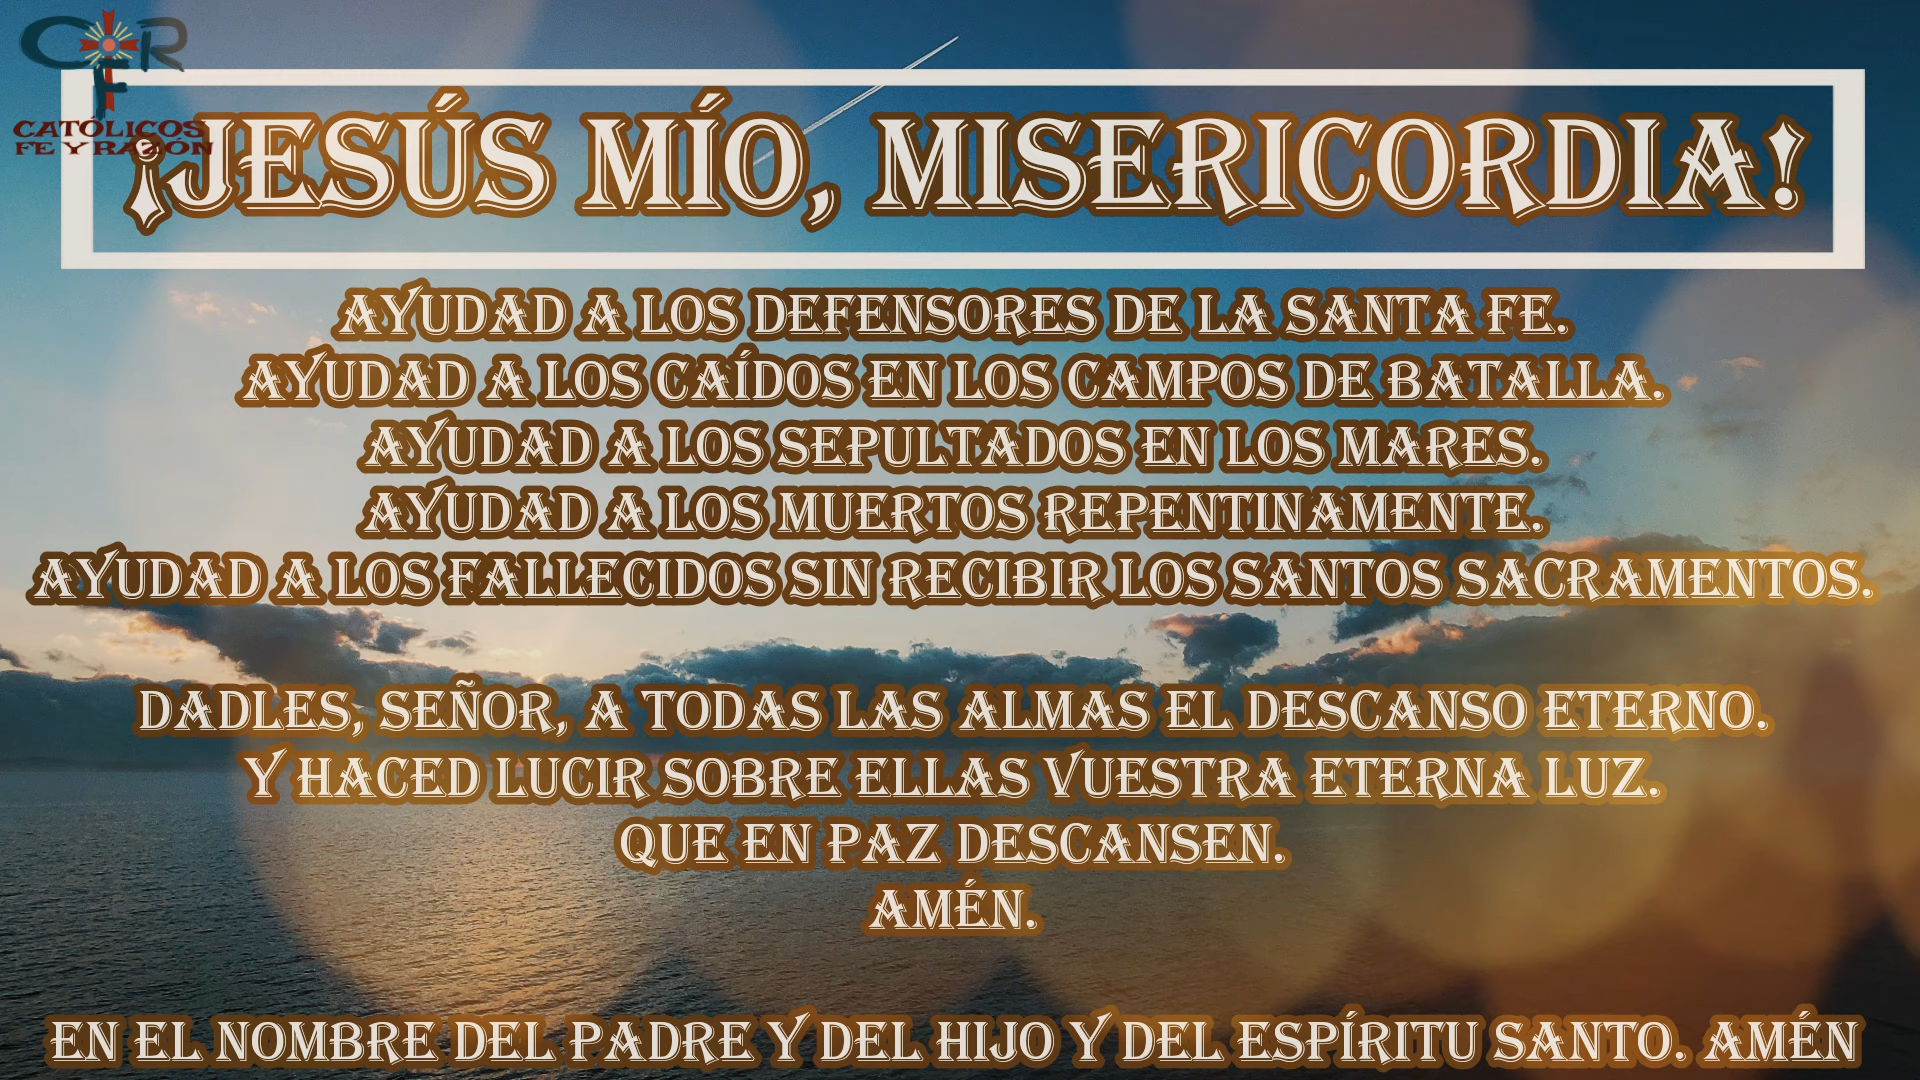 CFR
CATÓLICOS
FE Y RAZÓN
¡JESÚS MÍO, MISERICORDIA!
AYUDAD A LOS DEFENSORES DE LA SANTA FE.
AYUDAD A LOS CAÍDOS EN LOS CAMPOS DE BATALLA.
AYUDAD A LOS SEPULTADOS EN LOS MARES.
AYUDAD A LOS MUERTOS REPENTINAMENTE.
AYUDAD A LOS FALLECIDOS SIN RECIBIR LOS SANTOS SACRAMENTOS.
DADLES, SEÑOR, A TODAS LAS ALMAS EL DESCANSO ETERNO.
Y HACED LUCIR SOBRE ELLAS VUESTRA ETERNA LUZ.
QUE EN PAZ DESCANSEN.
AMÉN.
EN EL NOMBRE DEL PADRE Y DEL HIJO Y DEL ESPÍRITU SANTO. AMÉN